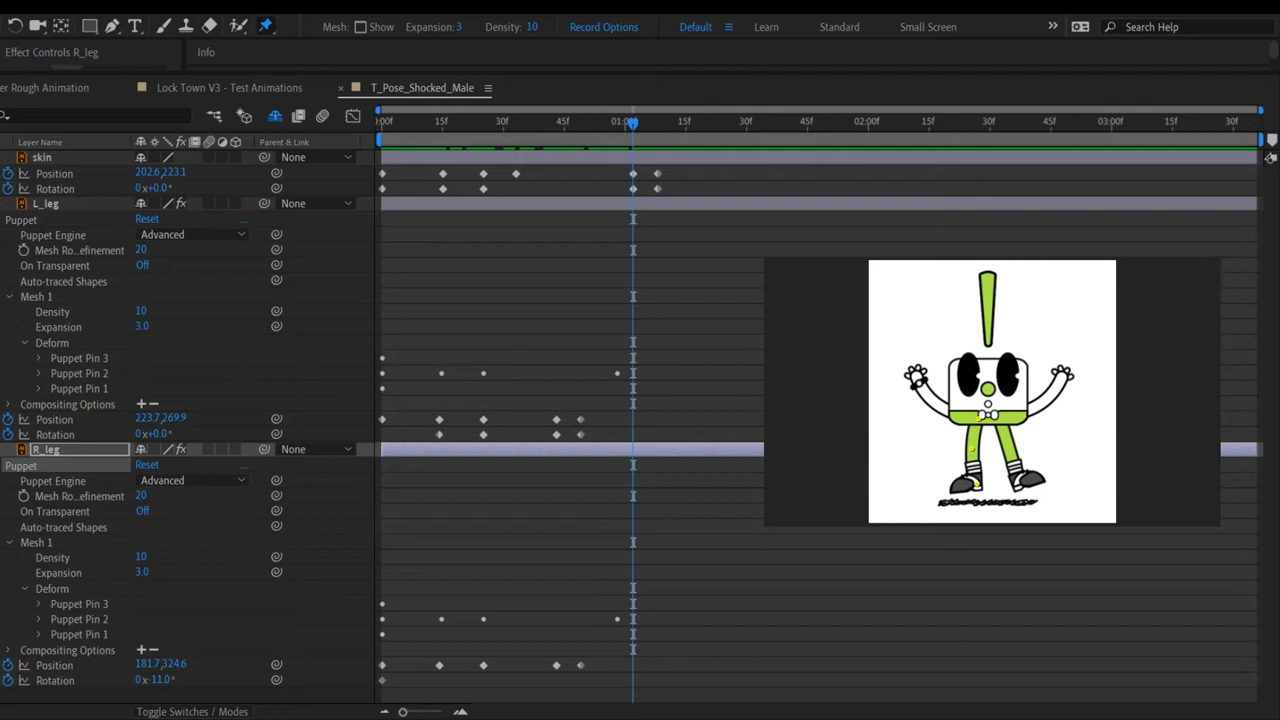 Mesh: Show Expansion: 3 Density: 10 Record Options Default Learn Standard Small Screen Search Help
Effect Controls R_leg Info
er Rough Animation Lock Town V3 - Test Animations T_Pose_Shocked_Male
:00f 15f 30f 45f 01:0 15f 30f 45f 02:00f 15f 30f 45f 03:00f 15f 30f
Layer Name Parent & Link
skin None
Position 202.6,223.1
Rotation 0 x+0.0°
L_leg None
Puppet Reset
Puppet Engine Advanced
Mesh Ro...efinement 20
On Transparent Off
Auto-traced Shapes
Mesh 1
Density 10
Expansion 3.0
Deform
Puppet Pin 3
Puppet Pin 2
Puppet Pin 1
Compositing Options
Position 223.7,269.9
Rotation 0 x+0.0°
R_leg None
Puppet Reset
Puppet Engine Advanced
Mesh Ro...efinement 20
On Transparent Off
Auto-traced Shapes
Mesh 1
Density 10
Expansion 3.0
Deform
Puppet Pin 3
Puppet Pin 2
Puppet Pin 1
Compositing Options
Position 181.7,324.6
Rotation 0 x-11.0°
Toggle Switches / Modes